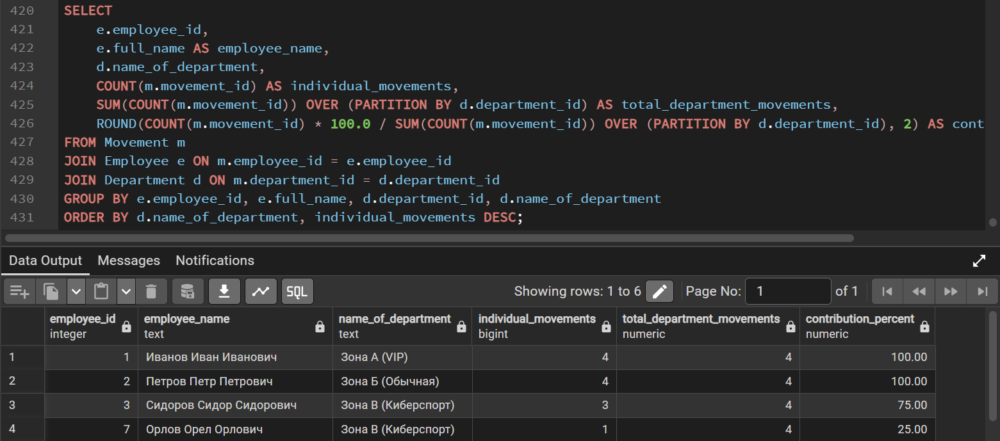 420 SELECT
421 e.employee_id,
422 e.full_name AS employee_name,
423 d.name_of_department,
424 COUNT(m.movement_id) AS individual_movements,
425 SUM(COUNT(m.movement_id)) OVER (PARTITION BY d.department_id) AS total_department_movements,
426 ROUND(COUNT(m.movement_id) * 100.0 / SUM(COUNT(m.movement_id)) OVER (PARTITION BY d.department_id), 2) AS cont
427 FROM Movement m
428 JOIN Employee e ON m.employee_id = e.employee_id
429 JOIN Department d ON m.department_id = d.department_id
430 GROUP BY e.employee_id, e.full_name, d.department_id, d.name_of_department
431 ORDER BY d.name_of_department, individual_movements DESC;
Data Output Messages Notifications
SQL Showing rows: 1 to 6 Page No: 1 of 1
employee_id employee_name name_of_department individual_movements total_department_movements contribution_percent
integer text text bigint numeric numeric
1 1 Иванов Иван Иванович Зона А (VIP) 4 4 100.00
2 2 Петров Петр Петрович Зона Б (Обычная) 4 4 100.00
3 3 Сидоров Сидор Сидорович Зона В (Киберспорт) 3 4 75.00
4 7 Орлов Орел Орлович Зона В (Киберспорт) 1 4 25.00